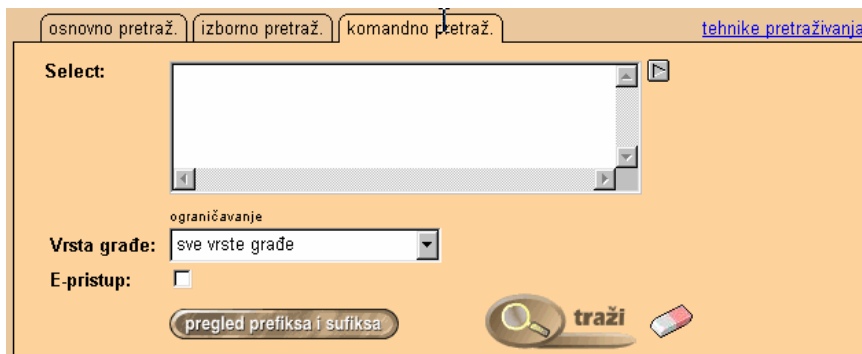 osnovno pretraž. izborno pretraž. komandno pretraž. tehnike pretraživanja
Select:
ograničavanje
Vrsta građe: sve vrste građe
E-pristup:
pregled prefiksa i sufiksa traži